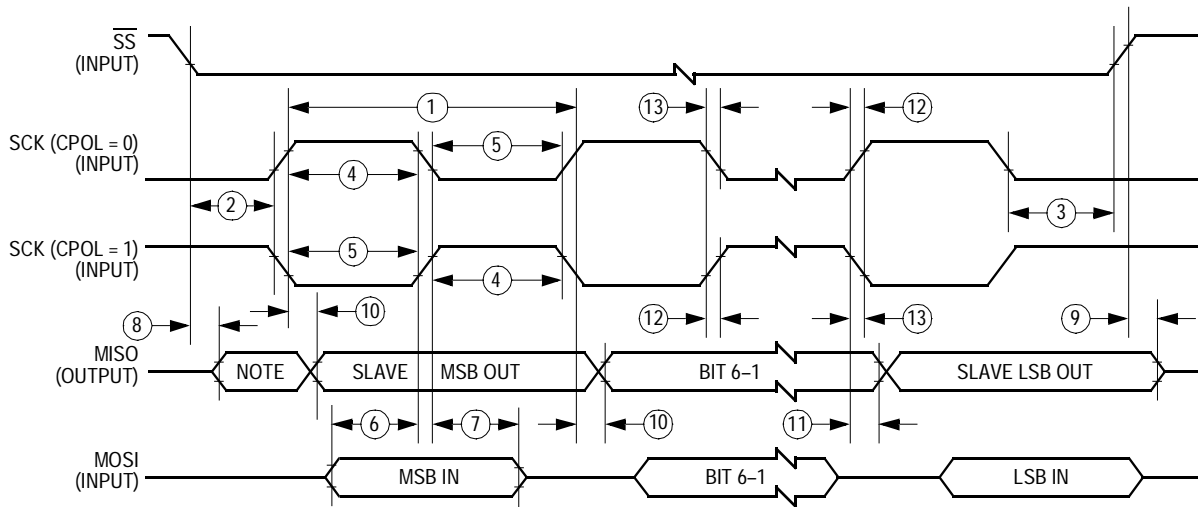 SS
(INPUT)
1
13
12
SCK (CPOL = 0)
(INPUT)
5
4
2
3
SCK (CPOL = 1)
(INPUT)
5
4
8
10
12
13
9
MISO
(OUTPUT)
NOTE
SLAVE MSB OUT
BIT 6–1
SLAVE LSB OUT
6
7
10
11
MOSI
(INPUT)
MSB IN
BIT 6–1
LSB IN